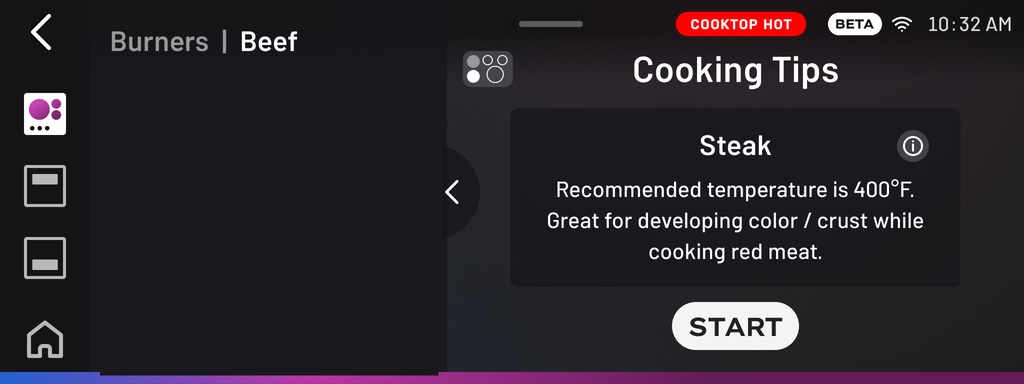 COOKTOP HOT
BETA
10:32 AM
Burners | Beef
Cooking Tips
Steak
Recommended temperature is 400°F.
Great for developing color / crust while
cooking red meat.
START